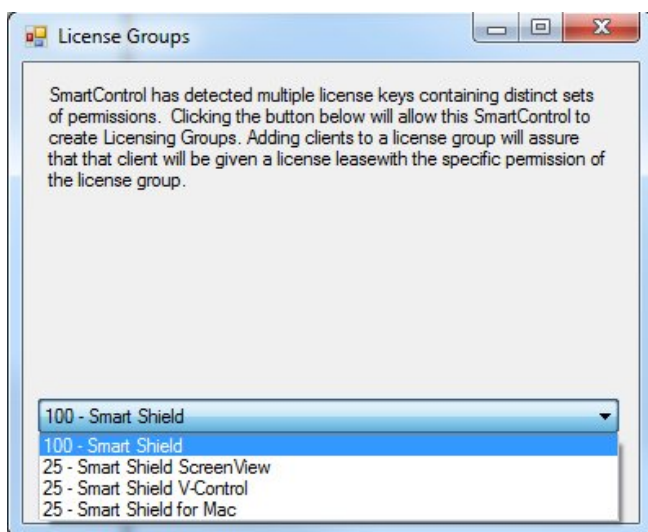 License Groups
SmartControl has detected multiple license keys containing distinct sets
of permissions. Clicking the button below will allow this SmartControl to
create Licensing Groups. Adding clients to a license group will assure
that that client will be given a license leasewith the specific permission of
the license group.
100 - Smart Shield
100 - Smart Shield
25 - Smart Shield ScreenView
25 - Smart Shield V-Control
25 - Smart Shield for Mac